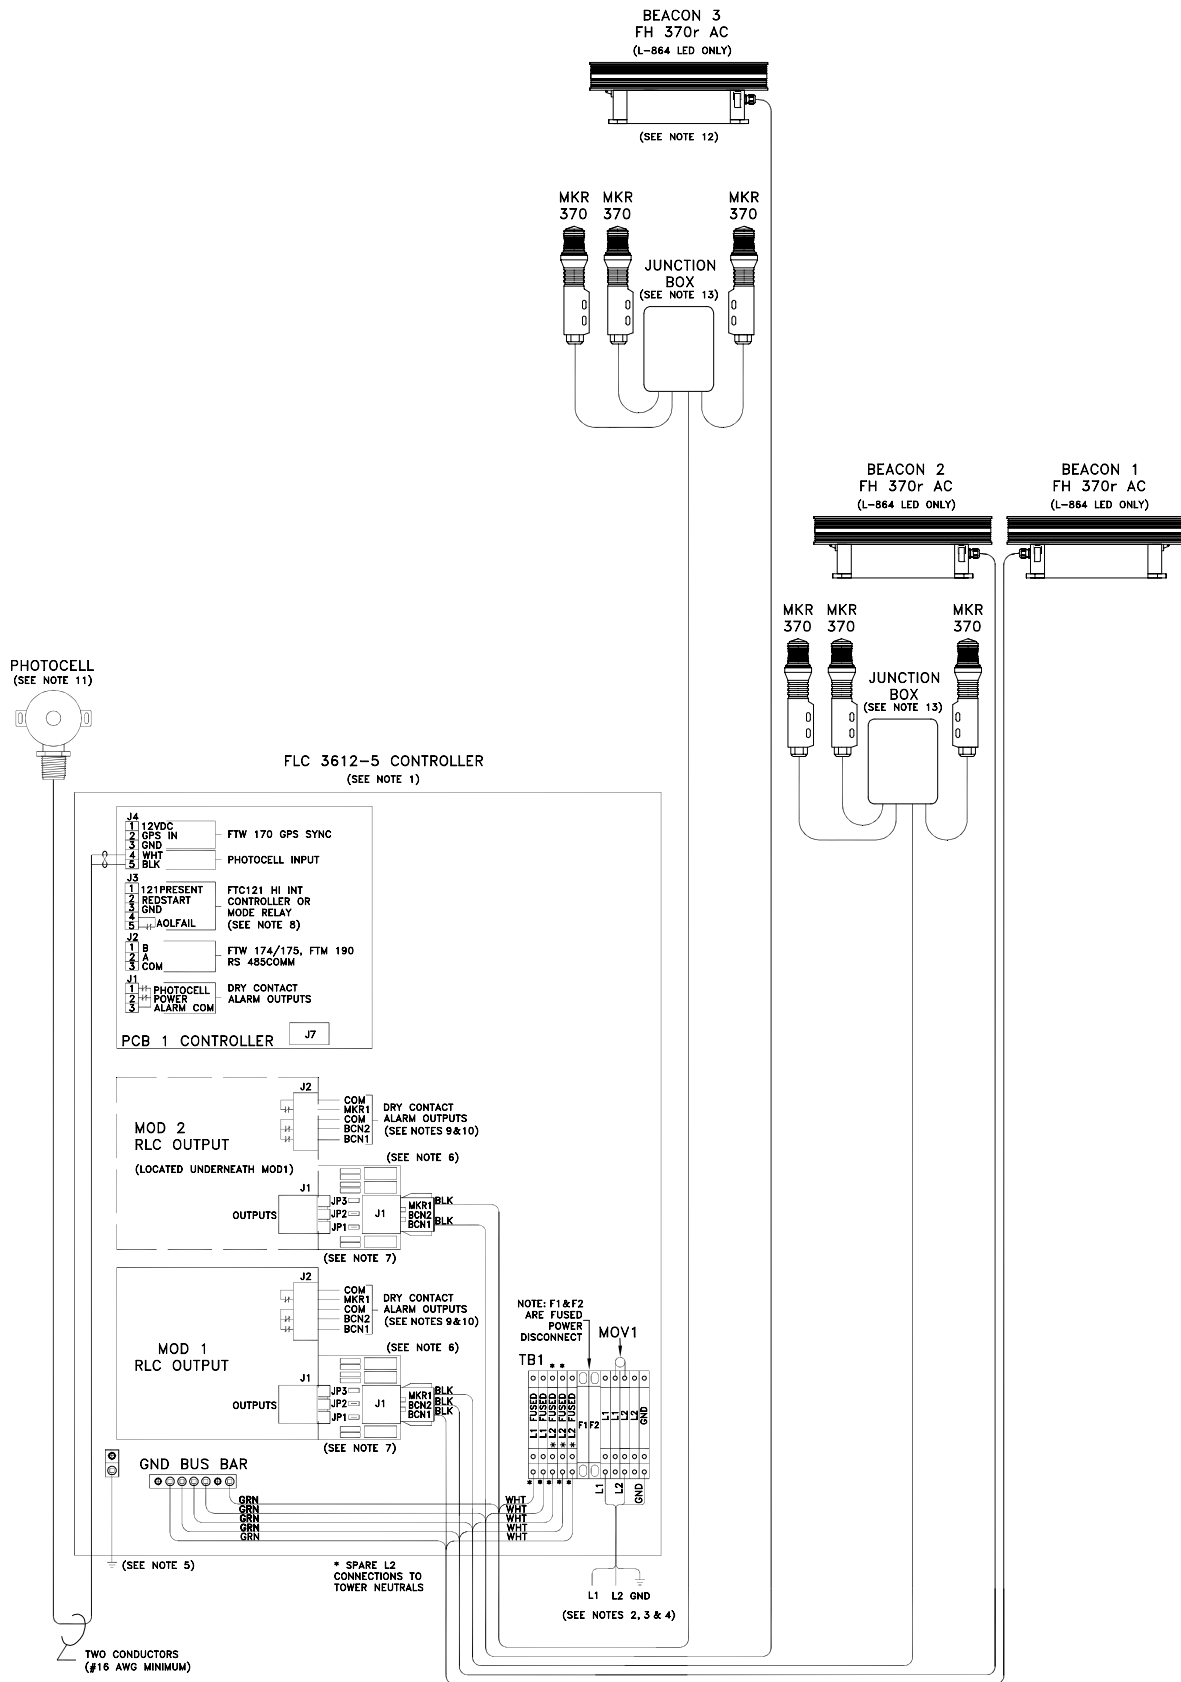 BEACON 3
FH 370r AC
(L-864 LED ONLY)
(SEE NOTE 12)
MKR
370
MKR
370
MKR
370
JUNCTION
BOX
(SEE NOTE 13)
BEACON 2
FH 370r AC
(L-864 LED ONLY)
BEACON 1
FH 370r AC
(L-864 LED ONLY)
MKR
370
MKR
370
MKR
370
JUNCTION
BOX
(SEE NOTE 13)
PHOTOCELL
(SEE NOTE 11)
FLC 3612-5 CONTROLLER
(SEE NOTE 1)
J4
1 12VDC
2 GPS IN
3 GND
4 WHT
5 BLK
FTW 170 GPS SYNC
PHOTOCELL INPUT
J3
1 121PRESENT
2 REDSTART
3 GND
4
5 AOLFAIL
FTC121 HI INT
CONTROLLER OR
MODE RELAY
(SEE NOTE 8)
J2
1 B
2 A
3 COM
FTW 174/175, FTM 190
RS 485COMM
J1
1 PHOTOCELL
2 POWER
3 ALARM COM
DRY CONTACT
ALARM OUTPUTS
PCB 1 CONTROLLER
J7
MOD 2
RLC OUTPUT
(LOCATED UNDERNEATH MOD1)
J2
COM
MKR1
COM
BCN2
BCN1
DRY CONTACT
ALARM OUTPUTS
(SEE NOTES 9&10)
(SEE NOTE 6)
J1
OUTPUTS
JP3
JP2
JP1
J1
MKR1
BCN2
BCN1
BLK
BLK
(SEE NOTE 7)
MOD 1
RLC OUTPUT
J2
COM
MKR1
COM
BCN2
BCN1
DRY CONTACT
ALARM OUTPUTS
(SEE NOTES 9&10)
(SEE NOTE 6)
J1
OUTPUTS
JP3
JP2
JP1
J1
MKR1
BCN2
BCN1
BLK
BLK
BLK
(SEE NOTE 7)
NOTE: F1&F2
ARE FUSED
POWER
DISCONNECT
MOV1
TB1
* *
L1 FUSED
L1 FUSED
* L2 FUSED
* L2 FUSED
* L2 FUSED
F1
F2
L1
L1
L2
L2
GND
* * * * *
L1
L2
GND
GND BUS BAR
GRN
GRN
GRN
GRN
GRN
WHT
WHT
WHT
WHT
WHT
(SEE NOTE 5)
* SPARE L2
CONNECTIONS TO
TOWER NEUTRALS
L1 L2 GND
(SEE NOTES 2, 3 & 4)
TWO CONDUCTORS
(#16 AWG MINIMUM)